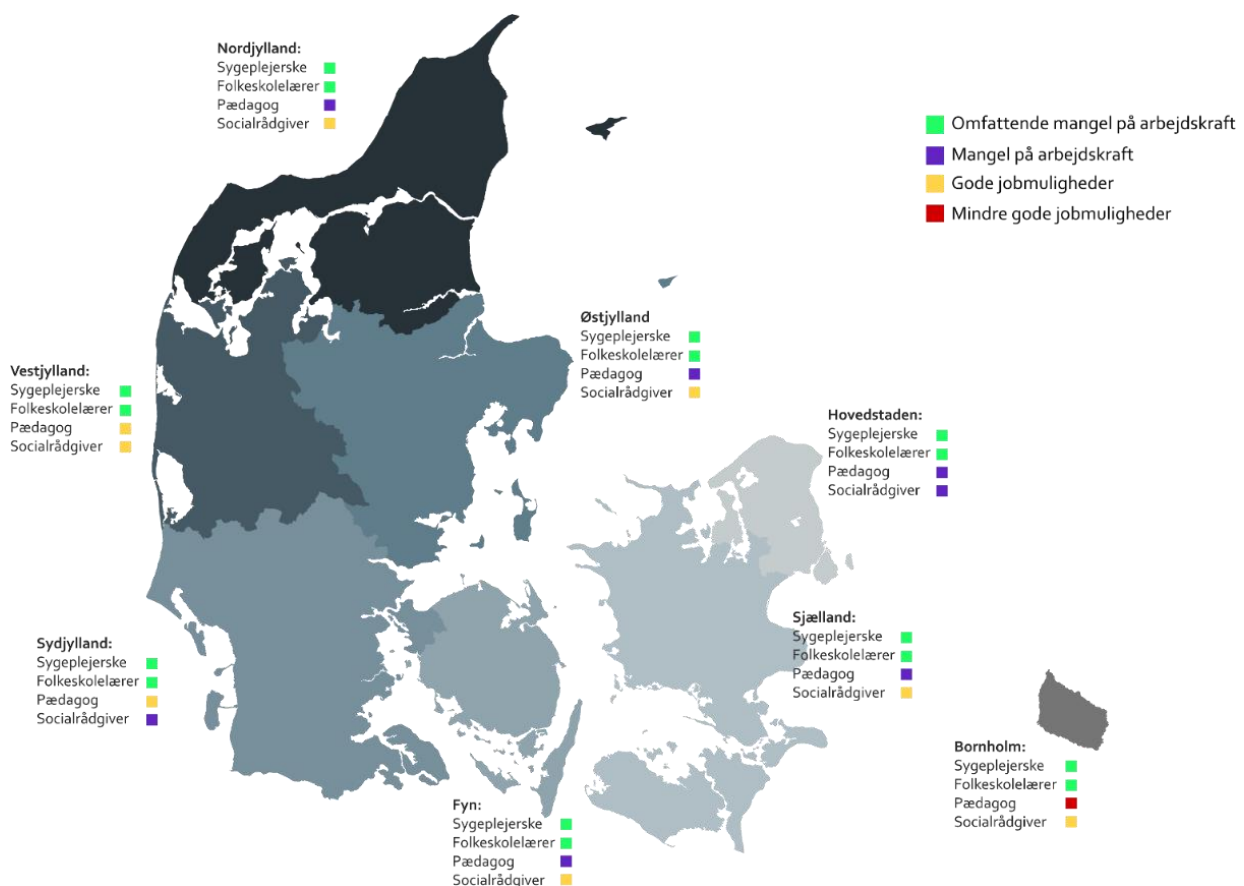 Nordjylland:
Sygeplejerske
Folkeskolelærer
Pædagog
Socialrådgiver
Omfattende mangel på arbejdskraft
Mangel på arbejdskraft
Gode jobmuligheder
Mindre gode jobmuligheder
Østjylland
Sygeplejerske
Folkeskolelærer
Pædagog
Socialrådgiver
Vestjylland:
Sygeplejerske
Folkeskolelærer
Pædagog
Socialrådgiver
Hovedstaden:
Sygeplejerske
Folkeskolelærer
Pædagog
Socialrådgiver
Sjælland:
Sygeplejerske
Folkeskolelærer
Pædagog
Socialrådgiver
Sydjylland:
Sygeplejerske
Folkeskolelærer
Pædagog
Socialrådgiver
Bornholm:
Sygeplejerske
Folkeskolelærer
Pædagog
Socialrådgiver
Fyn:
Sygeplejerske
Folkeskolelærer
Pædagog
Socialrådgiver